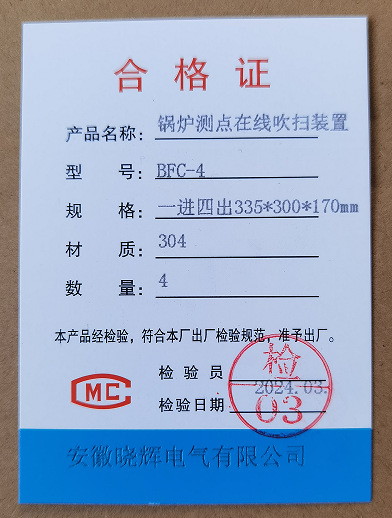 合格证
产品名称：锅炉测点在线吹扫装置
型 号：BFC-4
规 格：一进四出335*300*170mm
材 质：304
数 量：4
本产品经检验，符合本厂出厂检验规范，准予出厂。
MC
检验员
检验日期 2024.03.
检
03
安徽晓辉电气有限公司